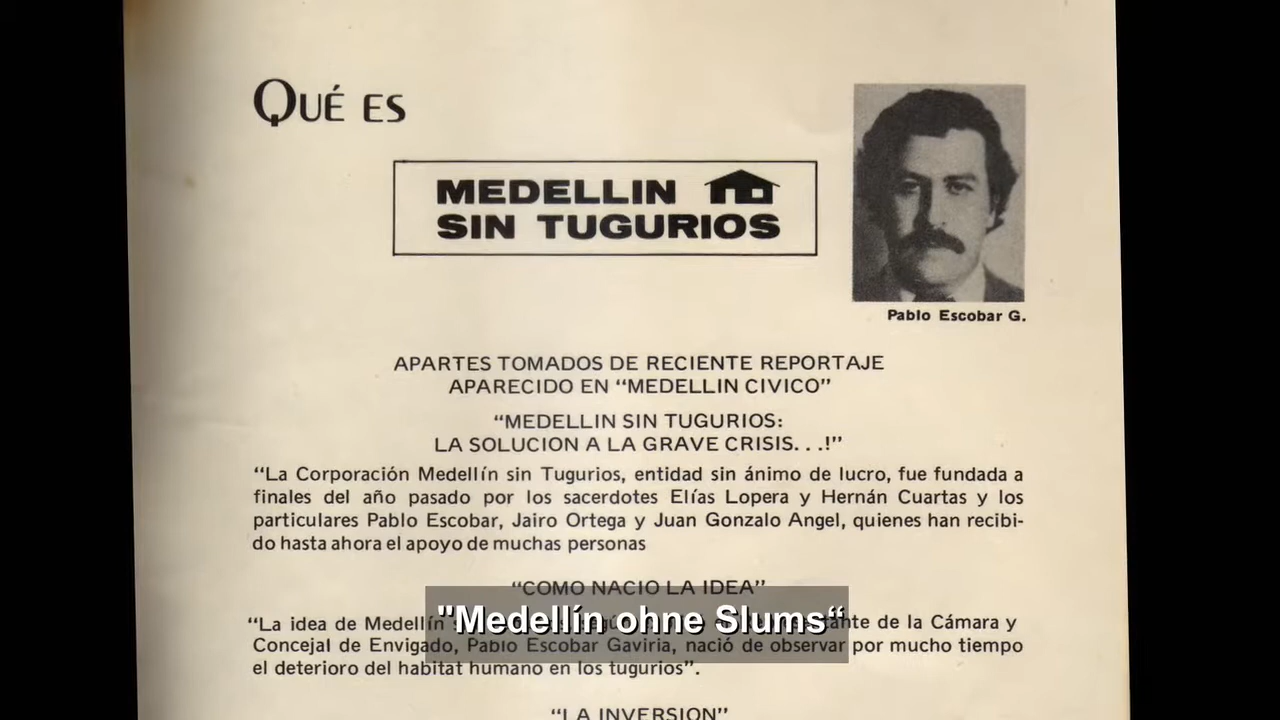 QUÉ ES
MEDELLIN
SIN TUGURIOS
Pablo Escobar G.
APARTES TOMADOS DE RECIENTE REPORTAJE
APARECIDO EN “MEDELLIN CIVICO”
“MEDELLIN SIN TUGURIOS:
LA SOLUCION A LA GRAVE CRISIS. . .!”
“La Corporación Medellín sin Tugurios, entidad sin ánimo de lucro, fue fundada a
finales del año pasado por los sacerdotes Elías Lopera y Hernán Cuartas y los
particulares Pablo Escobar, Jairo Ortega y Juan Gonzalo Angel, quienes han recibi-
do hasta ahora el apoyo de muchas personas
“COMO NACIO LA IDEA”
"Medellín ohne Slums“
“La idea de Medellín de la Cámara y
Concejal de Envigado, Pablo Escobar Gaviria, nació de observar por mucho tiempo
el deterioro del habitat humano en los tugurios”.
“LA INVERSION”